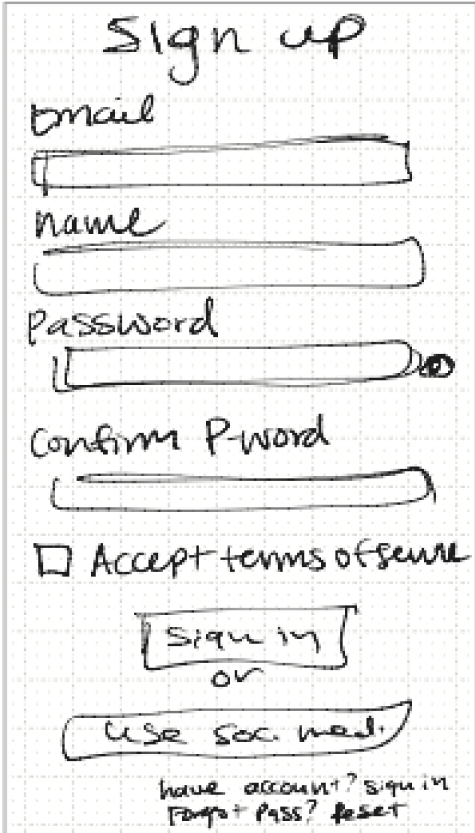 Sign up
Email
name
Password
Confirm P-word
Accept terms of servic
Sign in
or
Use soc. med.
have account? sign in
Forgot Pass? Reset